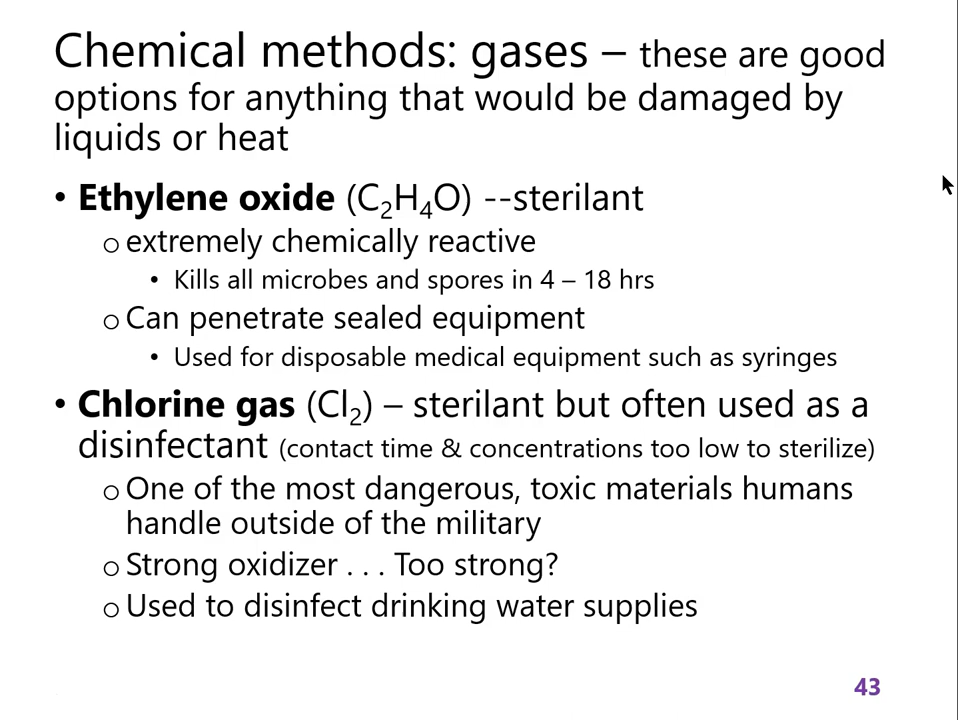 Chemical methods: gases – these are good
options for anything that would be damaged by
liquids or heat
• Ethylene oxide (C₂H₄O) --sterilant
o extremely chemically reactive
• Kills all microbes and spores in 4 – 18 hrs
o Can penetrate sealed equipment
• Used for disposable medical equipment such as syringes
• Chlorine gas (Cl₂) – sterilant but often used as a
disinfectant (contact time & concentrations too low to sterilize)
o One of the most dangerous, toxic materials humans
handle outside of the military
o Strong oxidizer . . . Too strong?
o Used to disinfect drinking water supplies
43